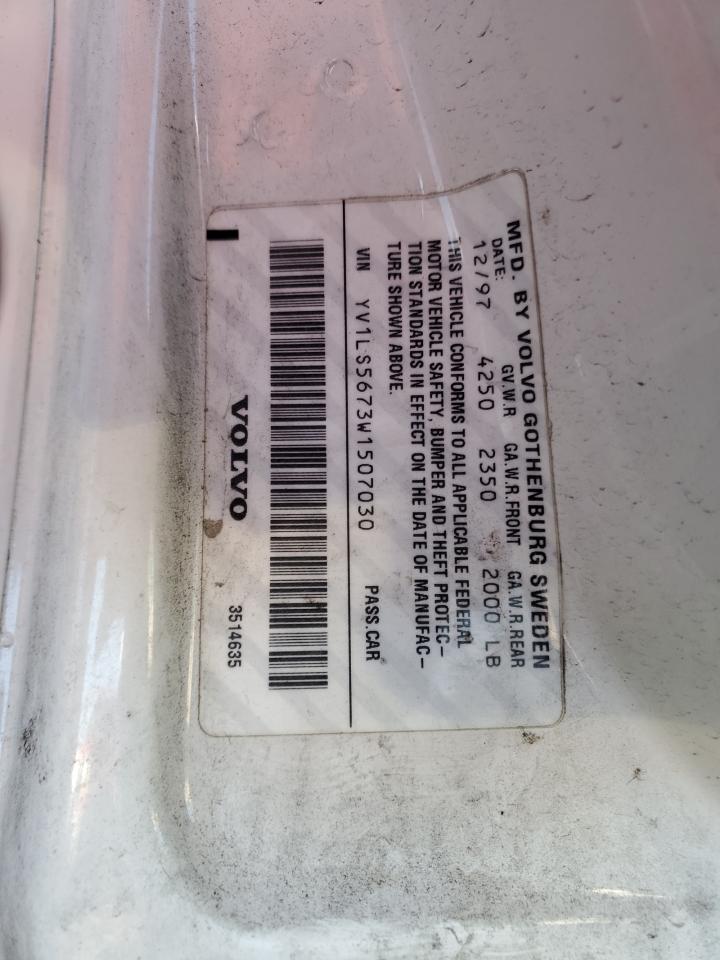 MFD. BY VOLVO GOTHENBURG SWEDEN
DATE: GV.W.R GA.W.R.FRONT GA.W.R.REAR
12/97 4250 2350 2000 LB
THIS VEHICLE CONFORMS TO ALL APPLICABLE FEDERAL
MOTOR VEHICLE SAFETY, BUMPER AND THEFT PROTEC-
TION STANDARDS IN EFFECT ON THE DATE OF MANUFAC-
TURE SHOWN ABOVE.
VIN YV1LS5673W1507030 PASS.CAR
VOLVO 3514635